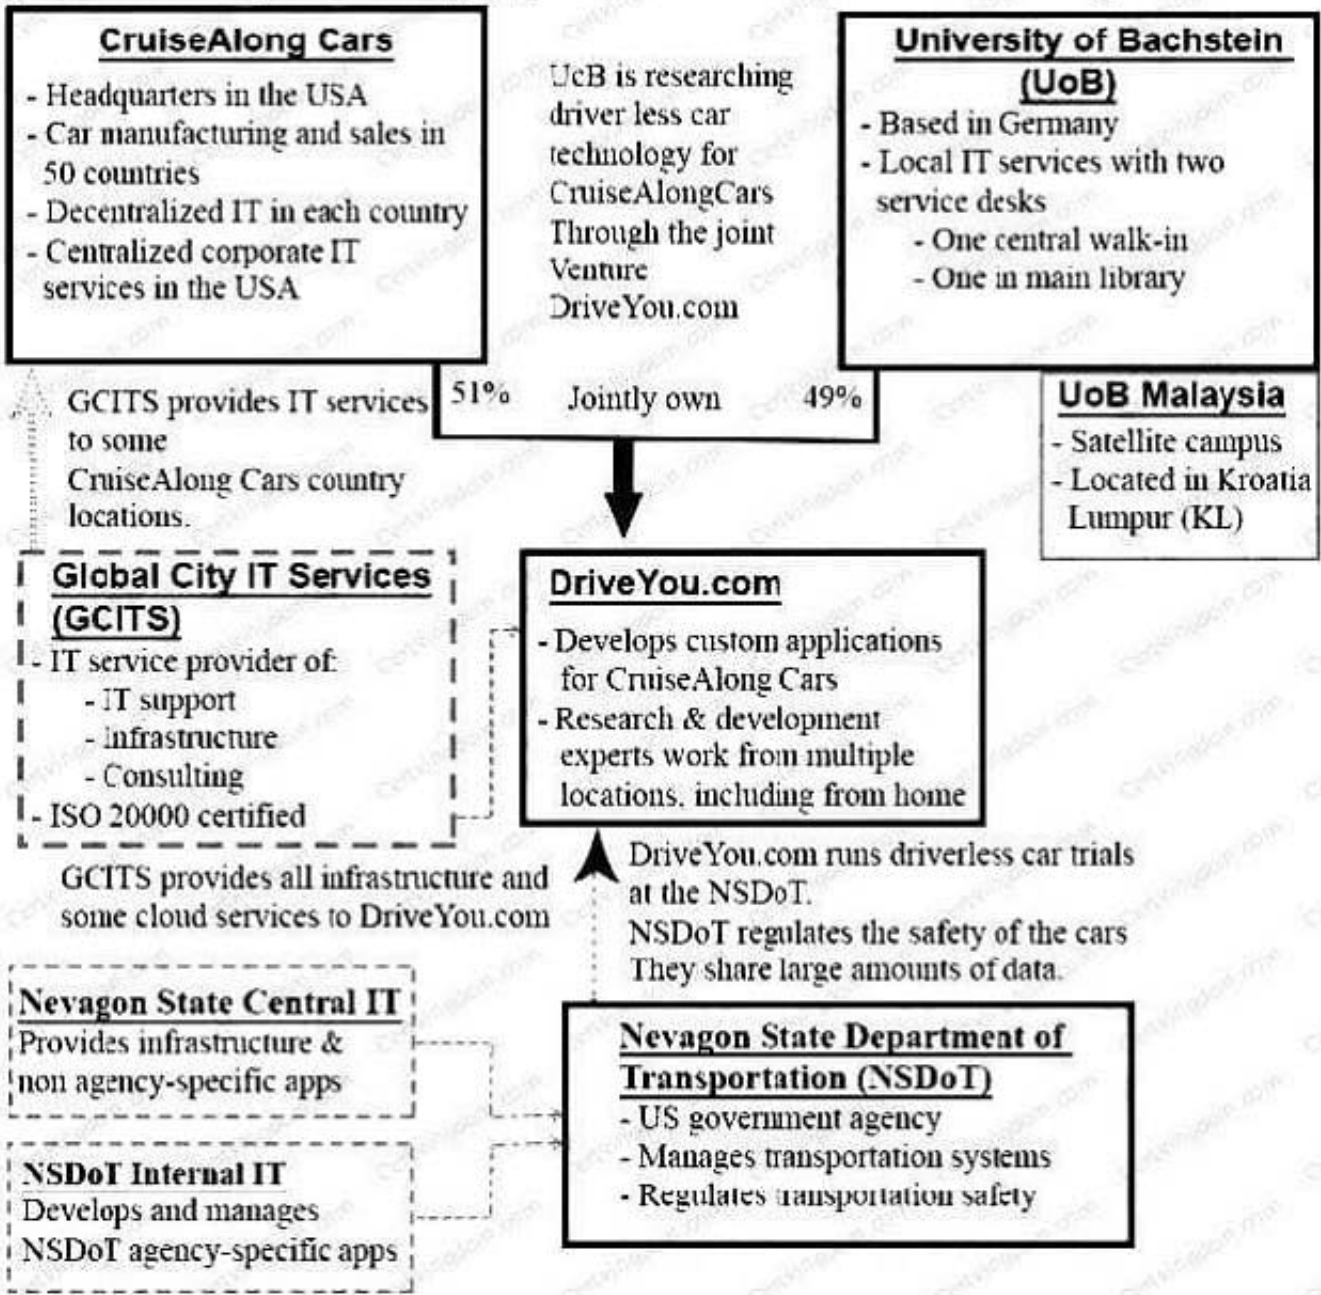 CruiseAlong Cars
- Headquarters in the USA
- Car manufacturing and sales in
50 countries
- Decentralized IT in each country
- Centralized corporate IT
services in the USA
UcB is researching
driver less car
technology for
CruiseAlongCars
Through the joint
Venture
DriveYou.com
University of Bachstein
(UoB)
- Based in Germany
- Local IT services with two
service desks
- One central walk-in
- One in main library
51% Jointly own 49%
UoB Malaysia
- Satellite campus
- Located in Kroatia
Lumpur (KL)
GCITS provides IT services
to some
CruiseAlong Cars country
locations.
Global City IT Services
(GCITS)
- IT service provider of:
- IT support
- Infrastructure
- Consulting
- ISO 20000 certified
DriveYou.com
- Develops custom applications
for CruiseAlong Cars
- Research & development
experts work from multiple
locations, including from home
GCITS provides all infrastructure and
some cloud services to DriveYou.com
DriveYou.com runs driverless car trials
at the NSDoT.
NSDoT regulates the safety of the cars
They share large amounts of data.
Nevagon State Central IT
Provides infrastructure &
non agency-specific apps
NSDoT Internal IT
Develops and manages
NSDoT agency-specific apps
Nevagon State Department of
Transportation (NSDoT)
- US government agency
- Manages transportation systems
- Regulates transportation safety